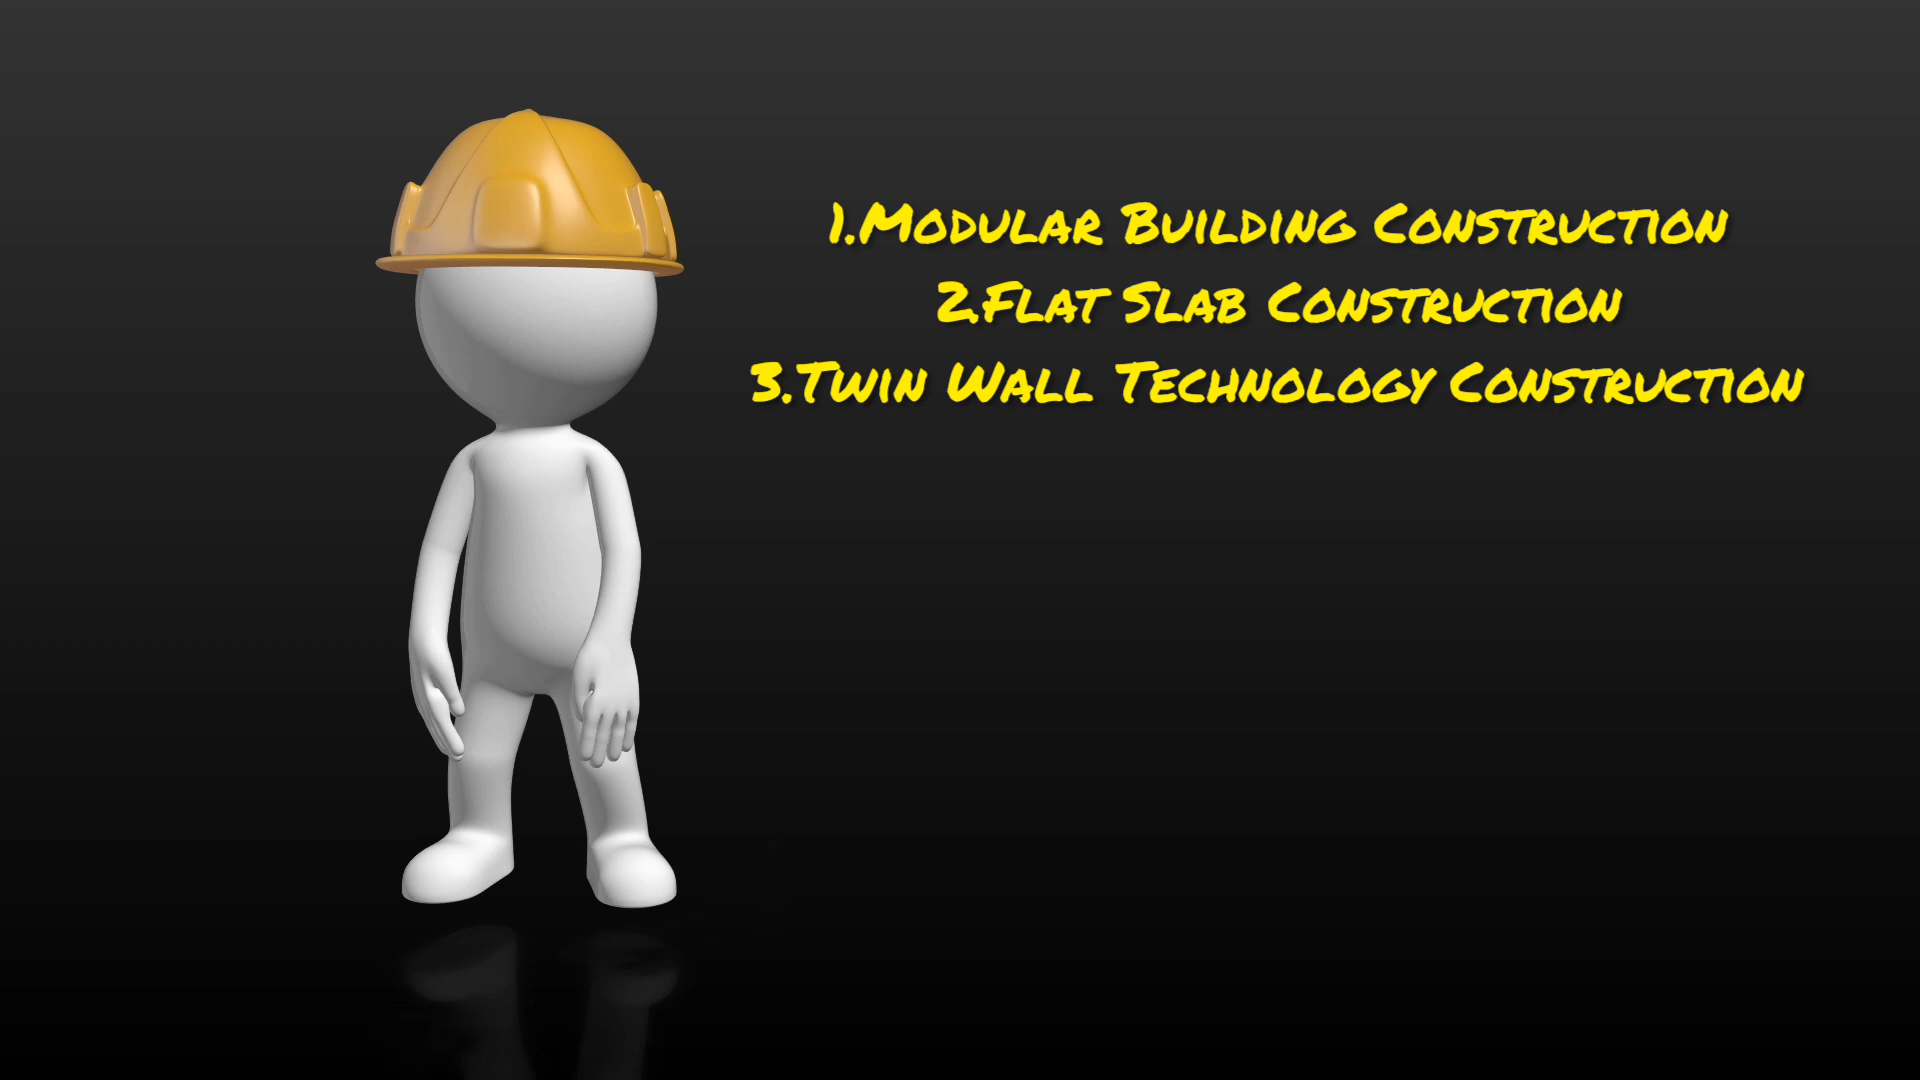 1.Modular Building Construction
2.Flat Slab Construction
3.Twin Wall Technology Construction